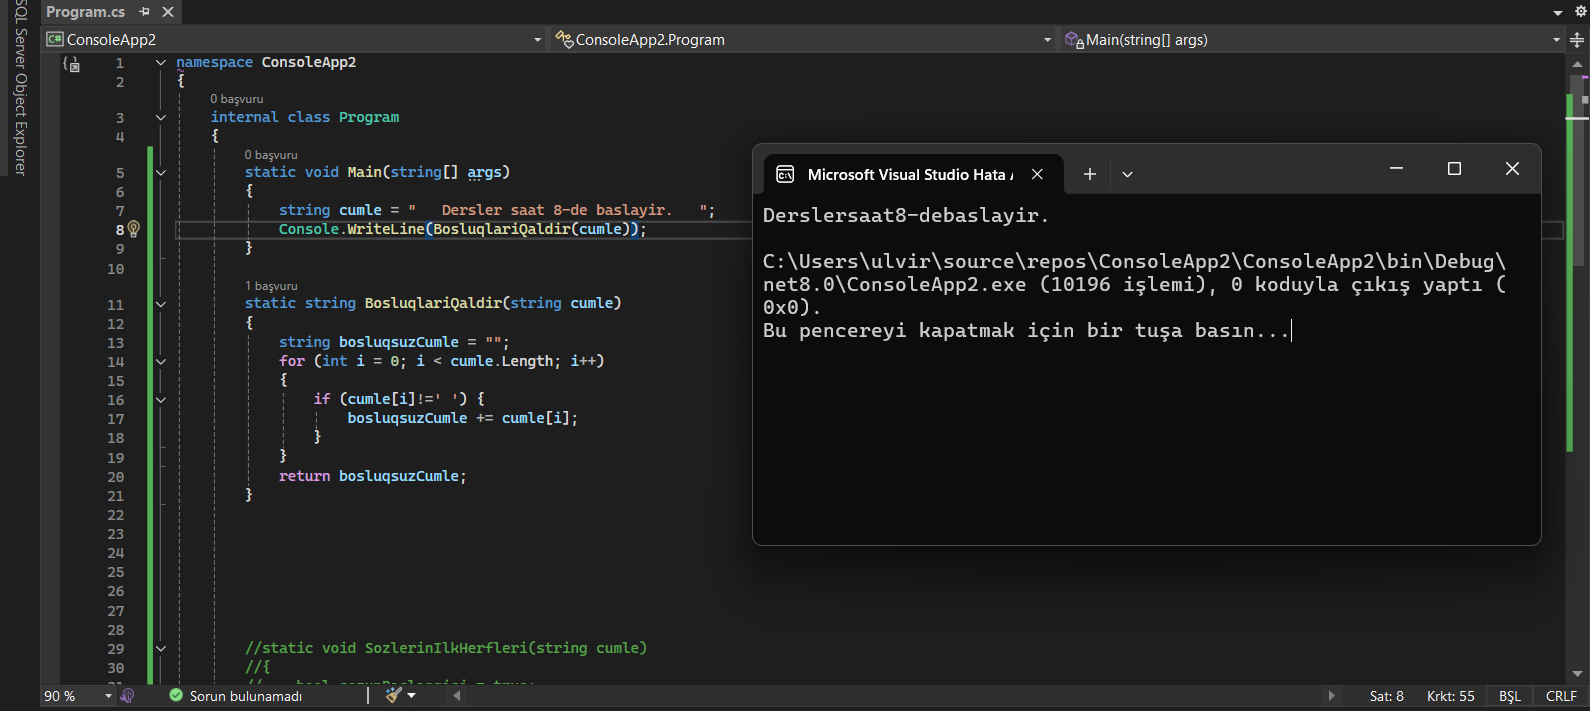 SQL Server Object Explorer
Program.cs
ConsoleApp2
ConsoleApp2.Program
Main(string[] args)
1 namespace ConsoleApp2
2 {
0 başvuru
3 internal class Program
4 {
0 başvuru
5 static void Main(string[] args)
6 {
7 string cumle = "   Dersler saat 8-de baslayir.   ";
8 Console.WriteLine(BosluqlariQaldir(cumle));
9 }
10
1 başvuru
11 static string BosluqlariQaldir(string cumle)
12 {
13 string bosluqsuzCumle = "";
14 for (int i = 0; i < cumle.Length; i++)
15 {
16 if (cumle[i]!=' ') {
17 bosluqsuzCumle += cumle[i];
18 }
19 }
20 return bosluqsuzCumle;
21 }
22
23
24
25
26
27
28
29 //static void SozlerinIlkHerfleri(string cumle)
30 //{
Microsoft Visual Studio Hata
Derslersaat8-debaslayir.
C:\Users\ulvir\source\repos\ConsoleApp2\ConsoleApp2\bin\Debug\
net8.0\ConsoleApp2.exe (10196 işlemi), 0 koduyla çıkış yaptı (
0x0).
Bu pencereyi kapatmak için bir tuşa basın...
90 %
Sorun bulunamadı
Sat: 8
Krkt: 55
BŞL
CRLF